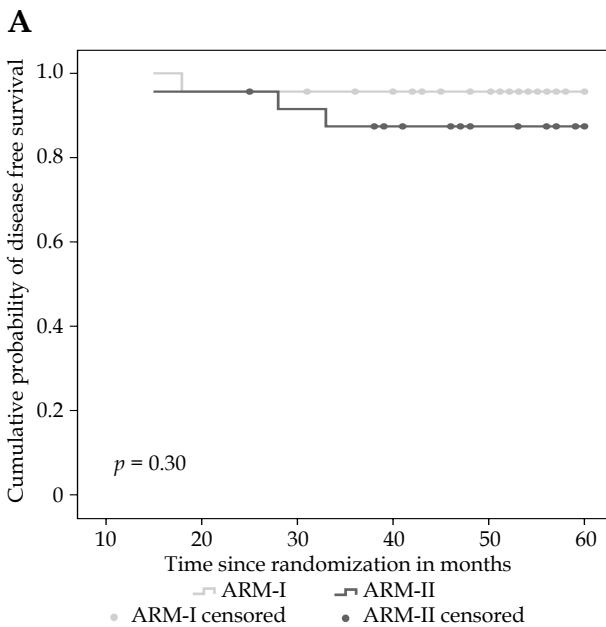 A
Cumulative probability of disease free survival
1.0
0.8
0.6
0.4
0.2
0
p = 0.30
10 20 30 40 50 60
Time since randomization in months
ARM-I ARM-II
ARM-I censored ARM-II censored